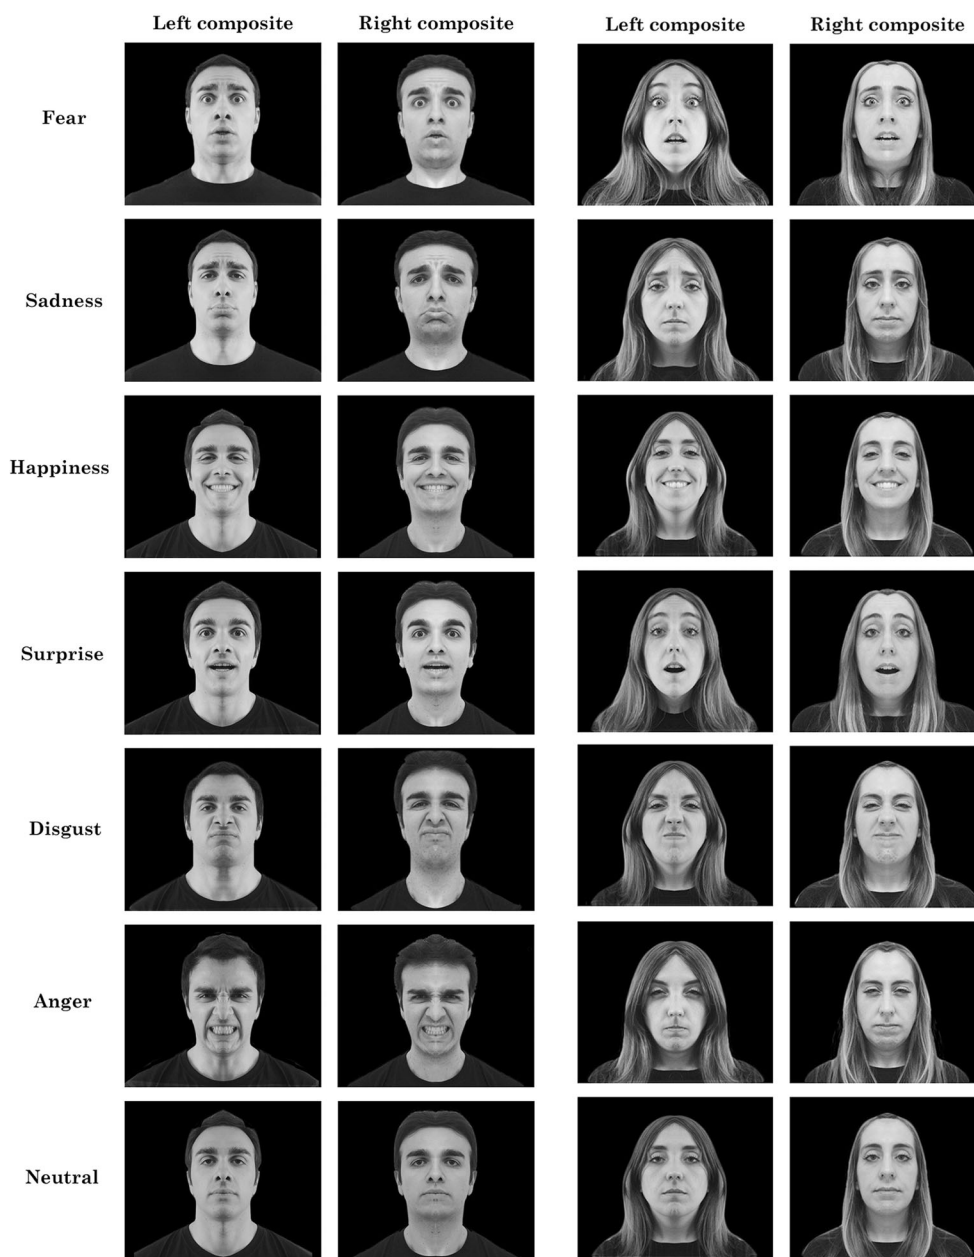 Left composite Right composite Left composite Right composite
Fear
Sadness
Happiness
Surprise
Disgust
Anger
Neutral